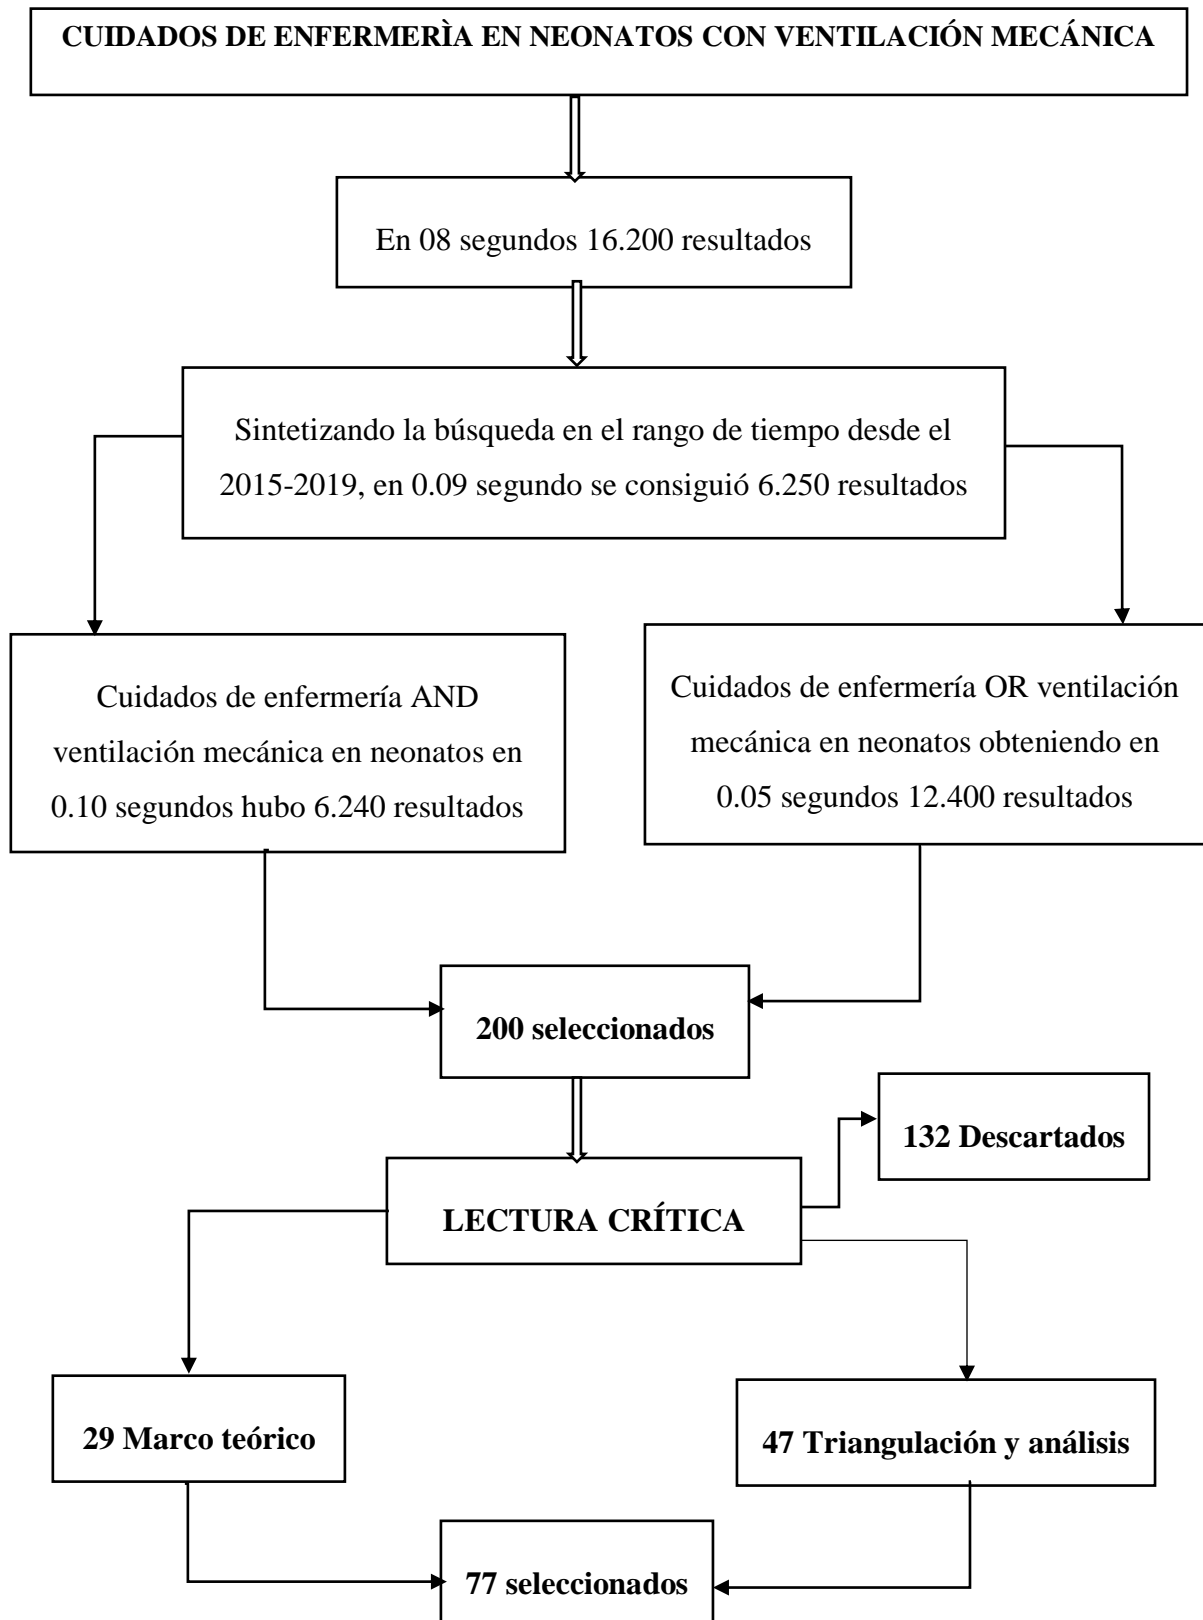 CUIDADOS DE ENFERMERÌA EN NEONATOS CON VENTILACIÓN MECÁNICA
En 08 segundos 16.200 resultados
Sintetizando la búsqueda en el rango de tiempo desde el
2015-2019, en 0.09 segundo se consiguió 6.250 resultados
Cuidados de enfermería AND
ventilación mecánica en neonatos en
0.10 segundos hubo 6.240 resultados
Cuidados de enfermería OR ventilación
mecánica en neonatos obteniendo en
0.05 segundos 12.400 resultados
200 seleccionados
132 Descartados
LECTURA CRÍTICA
29 Marco teórico
47 Triangulación y análisis
77 seleccionados